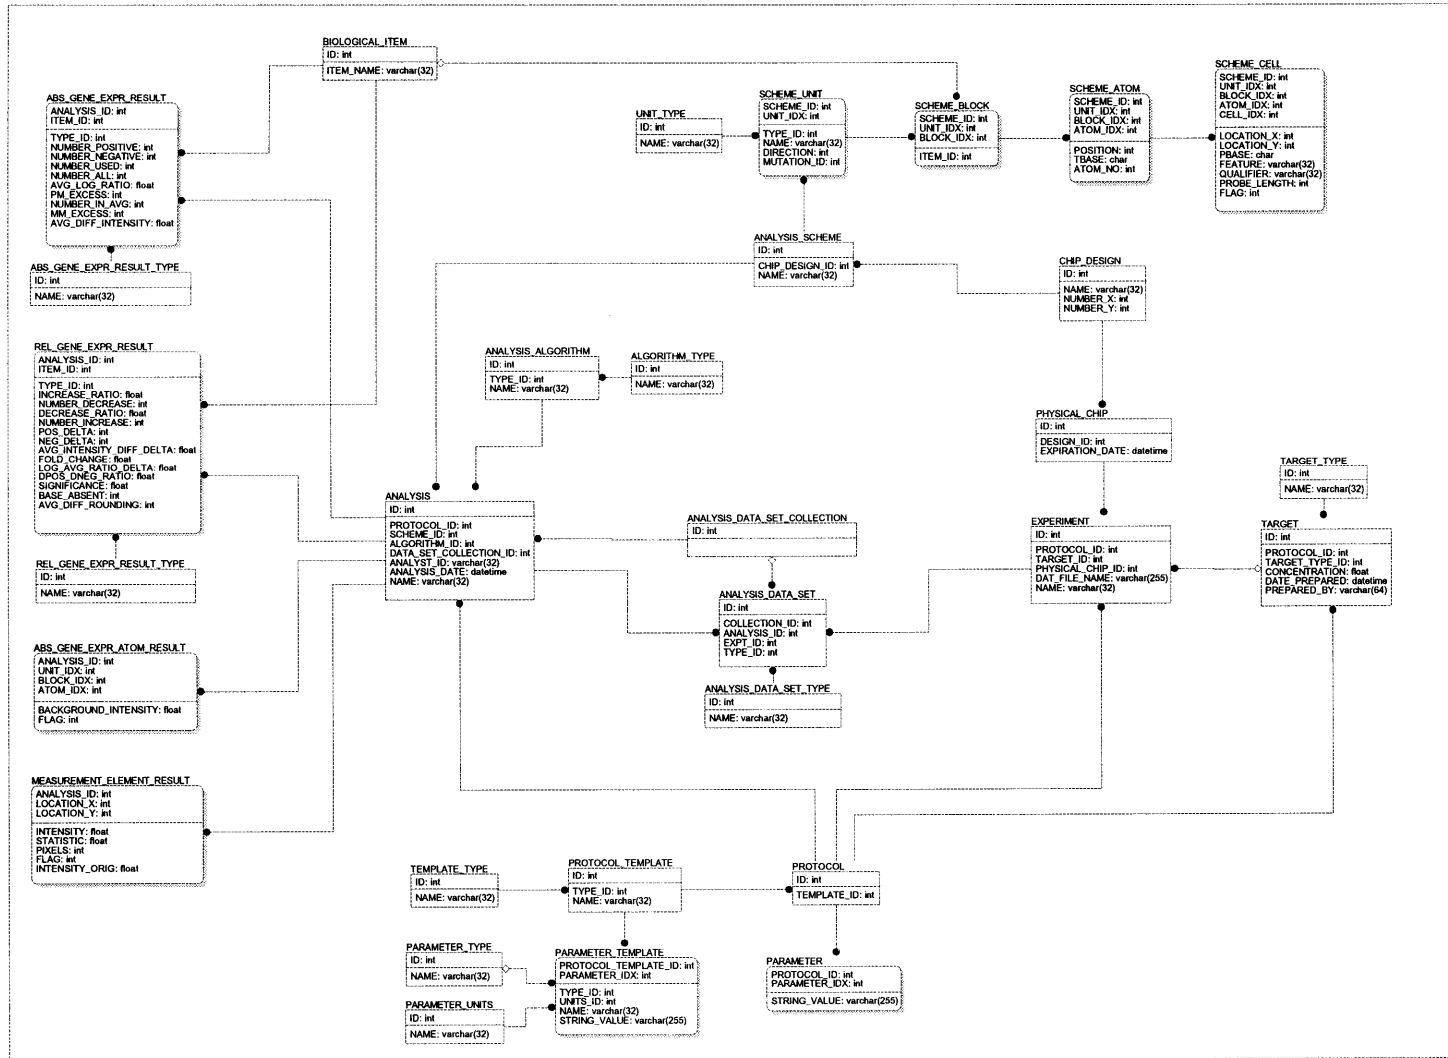 BIOLOGICAL_ITEM
ID: int
ITEM_NAME: varchar(32)
ABS_GENE_EXPR_RESULT
ANALYSIS_ID: int
ITEM_ID: int
TYPE_ID: int
NUMBER_POSITIVE: int
NUMBER_NEGATIVE: int
NUMBER_USED: int
NUMBER_ALL: int
AVG_LOG_RATIO: float
PM_EXCESS: int
NUMBER_IN_AVG: int
MM_EXCESS: int
AVG_DIFF_INTENSITY: float
ABS_GENE_EXPR_RESULT_TYPE
ID: int
NAME: varchar(32)
UNIT_TYPE
ID: int
NAME: varchar(32)
SCHEME_UNIT
SCHEME_ID: int
UNIT_IDX: int
TYPE_ID: int
NAME: varchar(32)
DIRECTION: int
MUTATION_ID: int
SCHEME_BLOCK
SCHEME_ID: int
UNIT_IDX: int
BLOCK_IDX: int
ITEM_ID: int
SCHEME_ATOM
SCHEME_ID: int
UNIT_IDX: int
BLOCK_IDX: int
ATOM_IDX: int
POSITION: int
TBASE: char
ATOM_NO: int
SCHEME_CELL
SCHEME_ID: int
UNIT_IDX: int
BLOCK_IDX: int
ATOM_IDX: int
CELL_IDX: int
LOCATION_X: int
LOCATION_Y: int
PBASE: char
FEATURE: varchar(32)
QUALIFIER: varchar(32)
PROBE_LENGTH: int
FLAG: int
ANALYSIS_SCHEME
ID: int
CHIP_DESIGN_ID: int
NAME: varchar(32)
CHIP_DESIGN
ID: int
NAME: varchar(32)
NUMBER_X: int
NUMBER_Y: int
REL_GENE_EXPR_RESULT
ANALYSIS_ID: int
ITEM_ID: int
TYPE_ID: int
INCREASE_RATIO: float
NUMBER_DECREASE: int
DECREASE_RATIO: float
NUMBER_INCREASE: int
POS_DELTA: int
NEG_DELTA: int
AVG_INTENSITY_DIFF_DELTA: float
FOLD_CHANGE: float
LOG_AVG_RATIO_DELTA: float
DPOS_DNEG_RATIO: float
SIGNIFICANCE: float
BASE_ABSENT: int
AVG_DIFF_ROUNDING: int
REL_GENE_EXPR_RESULT_TYPE
ID: int
NAME: varchar(32)
ANALYSIS_ALGORITHM
ID: int
TYPE_ID: int
NAME: varchar(32)
ALGORITHM_TYPE
ID: int
NAME: varchar(32)
PHYSICAL_CHIP
ID: int
DESIGN_ID: int
EXPIRATION_DATE: datetime
TARGET_TYPE
ID: int
NAME: varchar(32)
ANALYSIS
ID: int
PROTOCOL_ID: int
SCHEME_ID: int
ALGORITHM_ID: int
DATA_SET_COLLECTION_ID: int
ANALYST_ID: varchar(32)
ANALYSIS_DATE: datetime
NAME: varchar(32)
ANALYSIS_DATA_SET_COLLECTION
ID: int
EXPERIMENT
ID: int
PROTOCOL_ID: int
TARGET_ID: int
PHYSICAL_CHIP_ID: int
DAT_FILE_NAME: varchar(255)
NAME: varchar(32)
TARGET
ID: int
PROTOCOL_ID: int
TARGET_TYPE_ID: int
CONCENTRATION: float
DATE_PREPARED: datetime
PREPARED_BY: varchar(64)
ANALYSIS_DATA_SET
ID: int
COLLECTION_ID: int
ANALYSIS_ID: int
EXPT_ID: int
TYPE_ID: int
ANALYSIS_DATA_SET_TYPE
ID: int
NAME: varchar(32)
ABS_GENE_EXPR_ATOM_RESULT
ANALYSIS_ID: int
UNIT_IDX: int
BLOCK_IDX: int
ATOM_IDX: int
BACKGROUND_INTENSITY: float
FLAG: int
MEASUREMENT_ELEMENT_RESULT
ANALYSIS_ID: int
LOCATION_X: int
LOCATION_Y: int
INTENSITY: float
STATISTIC: float
PIXELS: int
FLAG: int
INTENSITY_ORIG: float
TEMPLATE_TYPE
ID: int
NAME: varchar(32)
PROTOCOL_TEMPLATE
ID: int
TYPE_ID: int
NAME: varchar(32)
PROTOCOL
ID: int
TEMPLATE_ID: int
PARAMETER_TYPE
ID: int
NAME: varchar(32)
PARAMETER_UNITS
ID: int
NAME: varchar(32)
PARAMETER_TEMPLATE
PROTOCOL_TEMPLATE_ID: int
PARAMETER_IDX: int
TYPE_ID: int
UNITS_ID: int
NAME: varchar(32)
STRING_VALUE: varchar(255)
PARAMETER
PROTOCOL_ID: int
PARAMETER_IDX: int
STRING_VALUE: varchar(255)